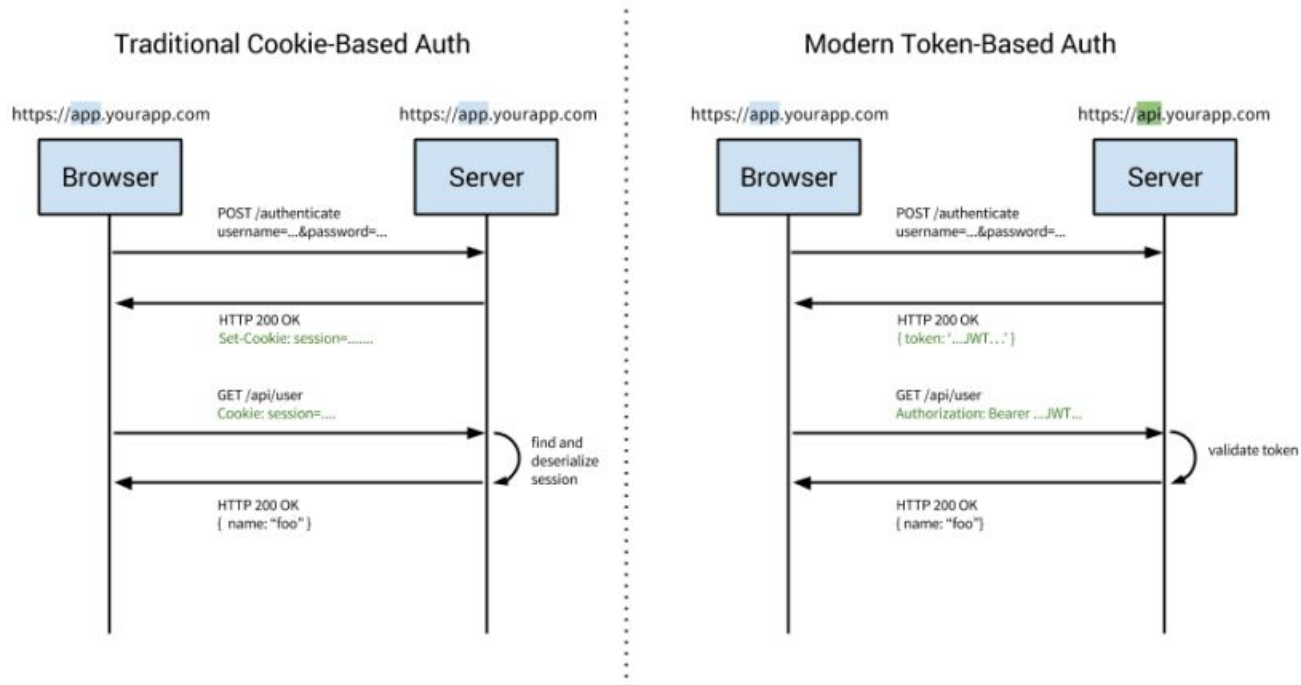 Traditional Cookie-Based Auth
https://app.yourapp.com
https://app.yourapp.com
Browser
Server
POST /authenticate
username=...&password=...
HTTP 200 OK
Set-Cookie: session=.......
GET /api/user
Cookie: session=....
find and
deserialize
session
HTTP 200 OK
{ name: “foo” }
Modern Token-Based Auth
https://app.yourapp.com
https://api.yourapp.com
Browser
Server
POST /authenticate
username=...&password=...
HTTP 200 OK
{ token: ‘...JWT...’ }
GET /api/user
Authorization: Bearer ...JWT...
validate token
HTTP 200 OK
{ name: “foo”}